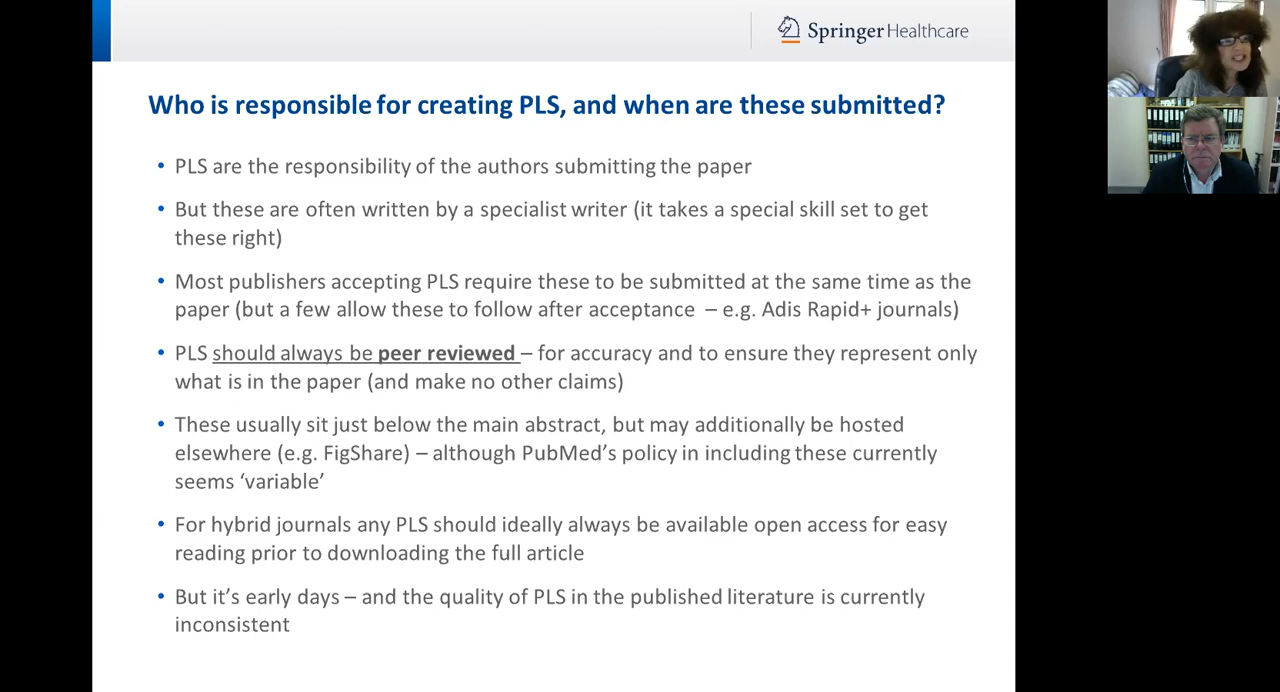 Springer Healthcare
Who is responsible for creating PLS, and when are these submitted?
• PLS are the responsibility of the authors submitting the paper
• But these are often written by a specialist writer (it takes a special skill set to get
these right)
• Most publishers accepting PLS require these to be submitted at the same time as the
paper (but a few allow these to follow after acceptance – e.g. Adis Rapid+ journals)
• PLS should always be peer reviewed – for accuracy and to ensure they represent only
what is in the paper (and make no other claims)
• These usually sit just below the main abstract, but may additionally be hosted
elsewhere (e.g. FigShare) – although PubMed’s policy in including these currently
seems ‘variable’
• For hybrid journals any PLS should ideally always be available open access for easy
reading prior to downloading the full article
• But it’s early days – and the quality of PLS in the published literature is currently
inconsistent